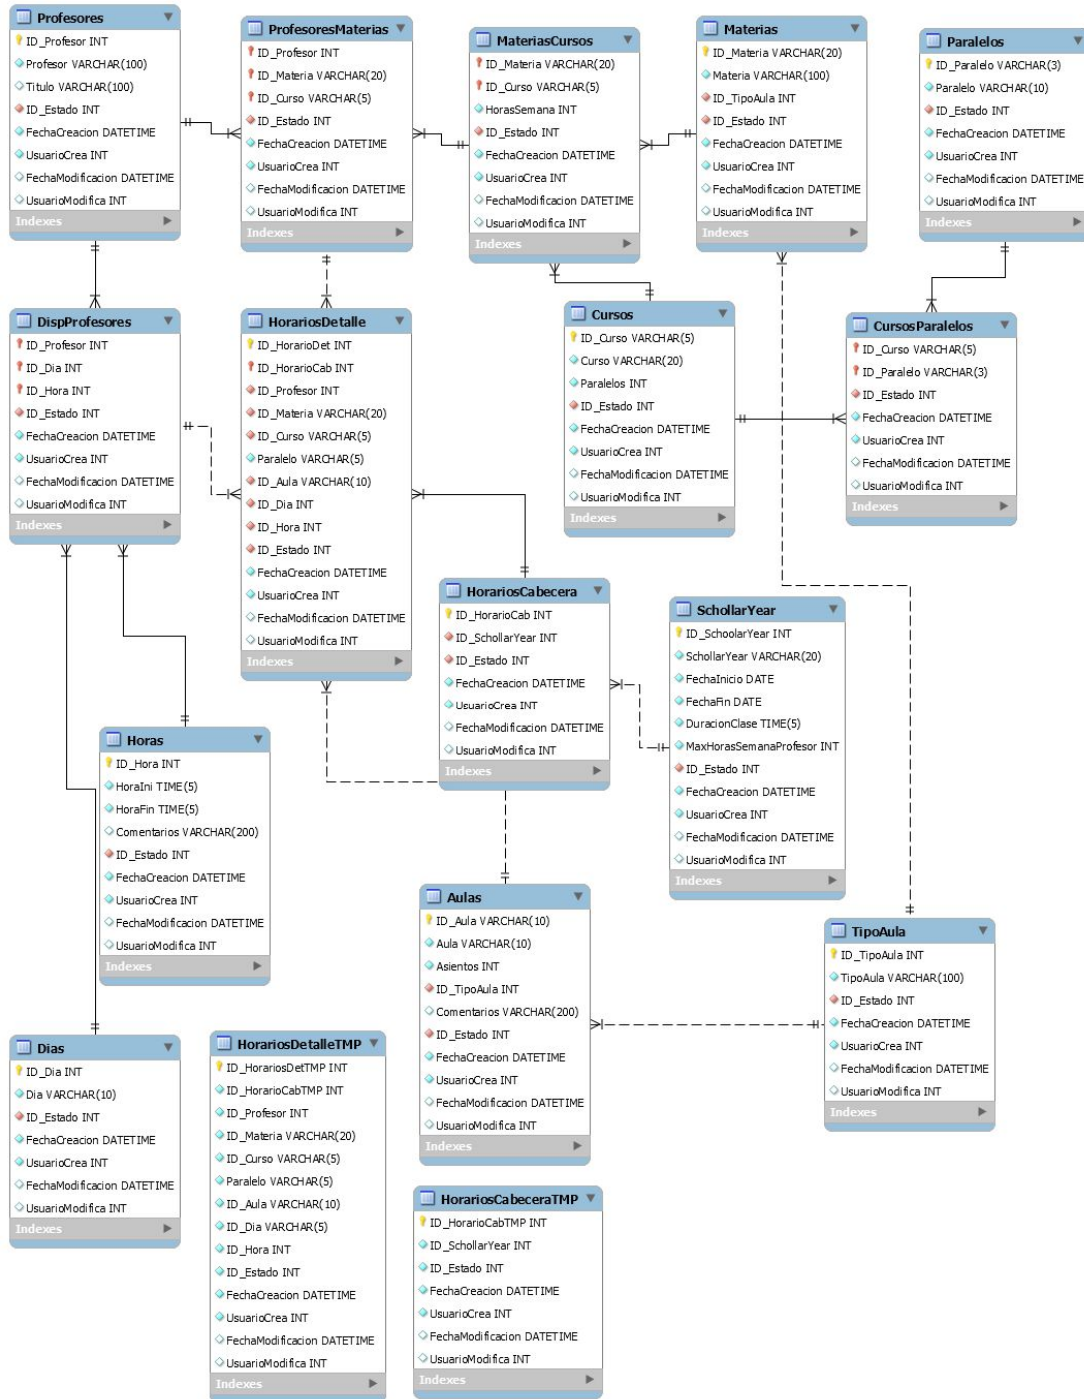 Profesores
ID_Profesor INT
Profesor VARCHAR(100)
Titulo VARCHAR(100)
ID_Estado INT
FechaCreacion DATETIME
UsuarioCrea INT
FechaModificacion DATETIME
UsuarioModifica INT
Indexes
ProfesoresMaterias
ID_Profesor INT
ID_Materia VARCHAR(20)
ID_Curso VARCHAR(5)
ID_Estado INT
FechaCreacion DATETIME
UsuarioCrea INT
FechaModificacion DATETIME
UsuarioModifica INT
Indexes
MateriasCursos
ID_Materia VARCHAR(20)
ID_Curso VARCHAR(5)
HorasSemana INT
ID_Estado INT
FechaCreacion DATETIME
UsuarioCrea INT
FechaModificacion DATETIME
UsuarioModifica INT
Indexes
Materias
ID_Materia VARCHAR(20)
Materia VARCHAR(100)
ID_TipoAula INT
ID_Estado INT
FechaCreacion DATETIME
UsuarioCrea INT
FechaModificacion DATETIME
UsuarioModifica INT
Indexes
Paralelos
ID_Paralelo VARCHAR(3)
Paralelo VARCHAR(10)
ID_Estado INT
FechaCreacion DATETIME
UsuarioCrea INT
FechaModificacion DATETIME
UsuarioModifica INT
Indexes
DispProfesores
ID_Profesor INT
ID_Dia INT
ID_Hora INT
ID_Estado INT
FechaCreacion DATETIME
UsuarioCrea INT
FechaModificacion DATETIME
UsuarioModifica INT
Indexes
HorariosDetalle
ID_HorarioDet INT
ID_HorarioCab INT
ID_Profesor INT
ID_Materia VARCHAR(20)
ID_Curso VARCHAR(5)
Paralelo VARCHAR(5)
ID_Aula VARCHAR(10)
ID_Dia INT
ID_Hora INT
ID_Estado INT
FechaCreacion DATETIME
UsuarioCrea INT
FechaModificacion DATETIME
UsuarioModifica INT
Indexes
Cursos
ID_Curso VARCHAR(5)
Curso VARCHAR(20)
Paralelos INT
ID_Estado INT
FechaCreacion DATETIME
UsuarioCrea INT
FechaModificacion DATETIME
UsuarioModifica INT
Indexes
CursosParalelos
ID_Curso VARCHAR(5)
ID_Paralelo VARCHAR(3)
ID_Estado INT
FechaCreacion DATETIME
UsuarioCrea INT
FechaModificacion DATETIME
UsuarioModifica INT
Indexes
HorariosCabecera
ID_HorarioCab INT
ID_SchollarYear INT
ID_Estado INT
FechaCreacion DATETIME
UsuarioCrea INT
FechaModificacion DATETIME
UsuarioModifica INT
Indexes
SchollarYear
ID_SchoolarYear INT
SchollarYear VARCHAR(20)
FechaInicio DATE
FechaFin DATE
DuracionClase TIME(5)
MaxHorasSemanaProfesor INT
ID_Estado INT
FechaCreacion DATETIME
UsuarioCrea INT
FechaModificacion DATETIME
UsuarioModifica INT
Indexes
Horas
ID_Hora INT
HoraIni TIME(5)
HoraFin TIME(5)
Comentarios VARCHAR(200)
ID_Estado INT
FechaCreacion DATETIME
UsuarioCrea INT
FechaModificacion DATETIME
UsuarioModifica INT
Indexes
Aulas
ID_Aula VARCHAR(10)
Aula VARCHAR(10)
Asientos INT
ID_TipoAula INT
Comentarios VARCHAR(200)
ID_Estado INT
FechaCreacion DATETIME
UsuarioCrea INT
FechaModificacion DATETIME
UsuarioModifica INT
Indexes
TipoAula
ID_TipoAula INT
TipoAula VARCHAR(100)
ID_Estado INT
FechaCreacion DATETIME
UsuarioCrea INT
FechaModificacion DATETIME
UsuarioModifica INT
Indexes
Dias
ID_Dia INT
Dia VARCHAR(10)
ID_Estado INT
FechaCreacion DATETIME
UsuarioCrea INT
FechaModificacion DATETIME
UsuarioModifica INT
Indexes
HorariosDetalleTMP
ID_HorariosDetTMP INT
ID_HorarioCabTMP INT
ID_Profesor INT
ID_Materia VARCHAR(20)
ID_Curso VARCHAR(5)
Paralelo VARCHAR(5)
ID_Aula VARCHAR(10)
ID_Dia VARCHAR(5)
ID_Hora INT
ID_Estado INT
FechaCreacion DATETIME
UsuarioCrea INT
FechaModificacion DATETIME
UsuarioModifica INT
Indexes
HorariosCabeceraTMP
ID_HorarioCabTMP INT
ID_SchollarYear INT
ID_Estado INT
FechaCreacion DATETIME
UsuarioCrea INT
FechaModificacion DATETIME
UsuarioModifica INT
Indexes